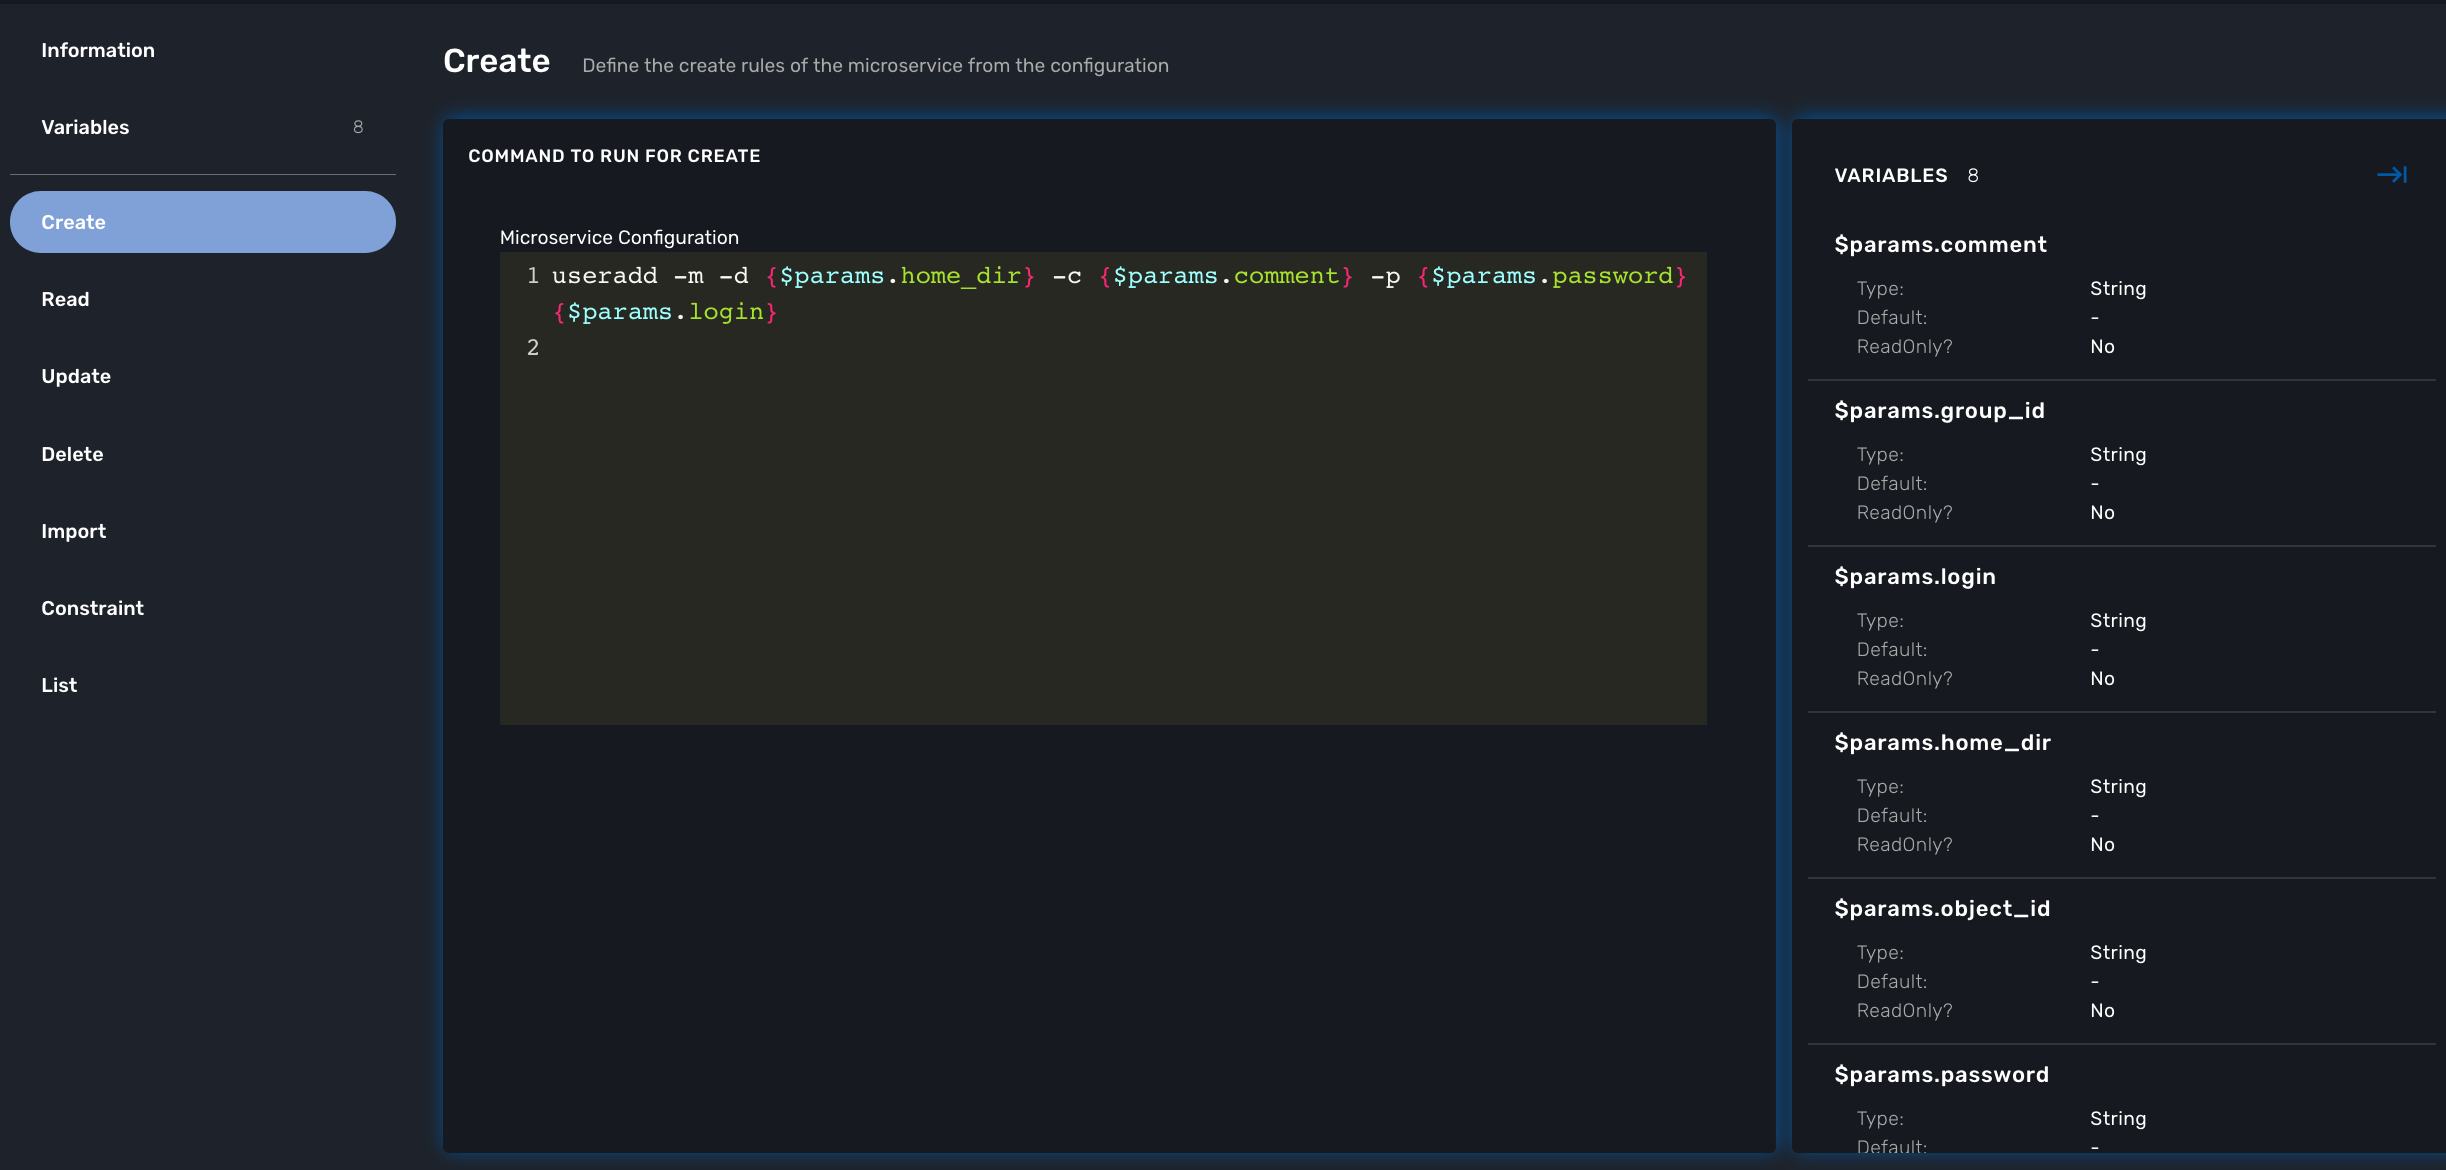 Information
Variables 8
Create
Read
Update
Delete
Import
Constraint
List
Create Define the create rules of the microservice from the configuration
COMMAND TO RUN FOR CREATE
Microservice Configuration
1 useradd -m -d {$params.home_dir} -c {$params.comment} -p {$params.password}
{$params.login}
2
VARIABLES 8
$params.comment
Type: String
Default: -
ReadOnly? No
$params.group_id
Type: String
Default: -
ReadOnly? No
$params.login
Type: String
Default: -
ReadOnly? No
$params.home_dir
Type: String
Default: -
ReadOnly? No
$params.object_id
Type: String
Default: -
ReadOnly? No
$params.password
Type: String
Default: -